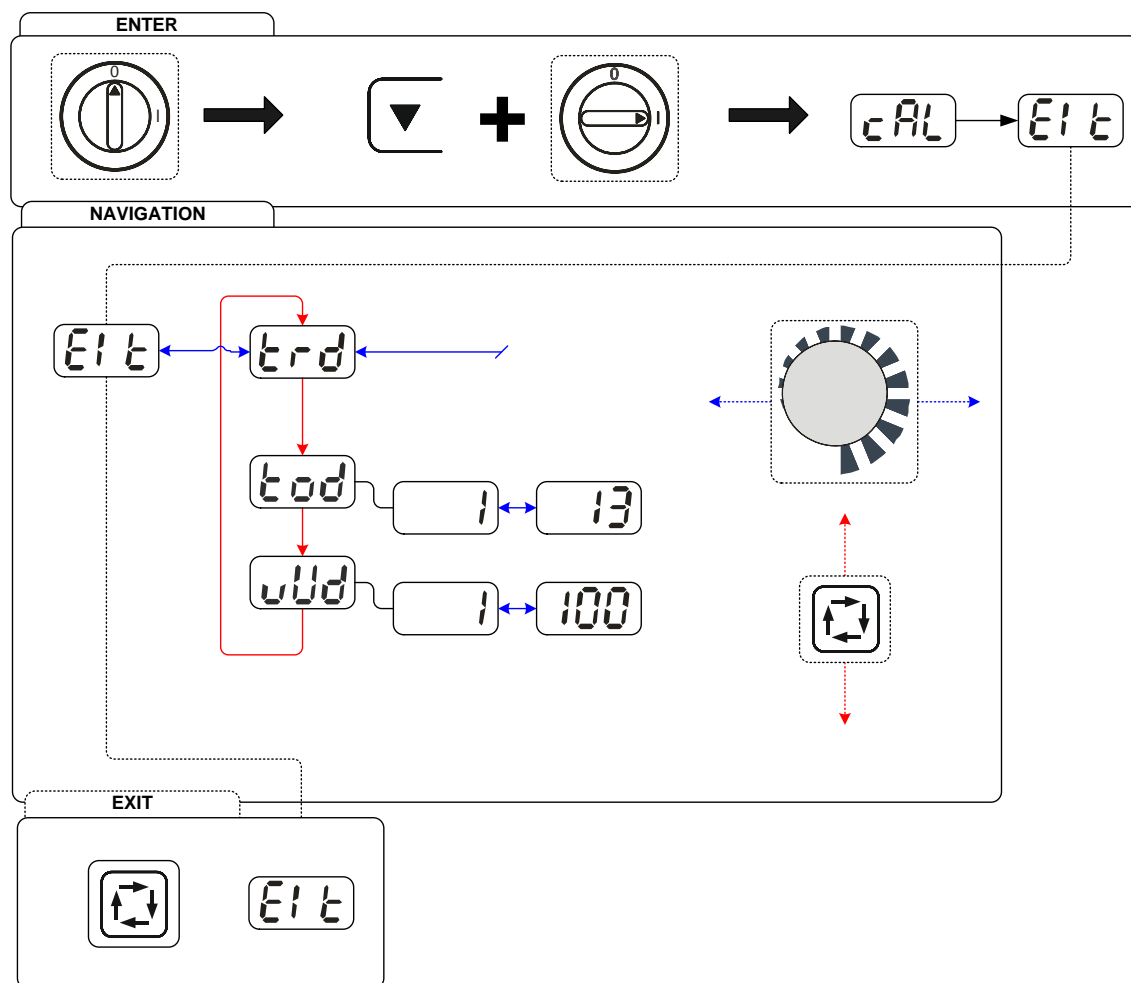 ENTER
0
I
0
I
cAL
EIt
NAVIGATION
EIt
trd
tod
1
13
vUd
1
100
EXIT
EIt